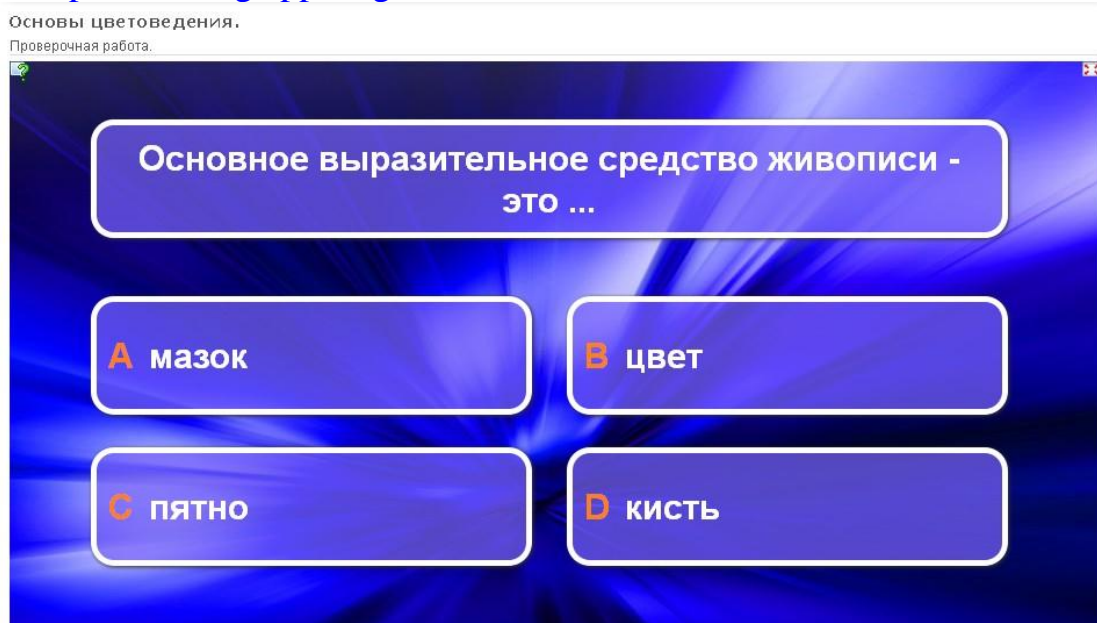 Основы цветоведения.
Проверочная работа.
Основное выразительное средство живописи -
это ...
A мазок
B цвет
C пятно
D кисть